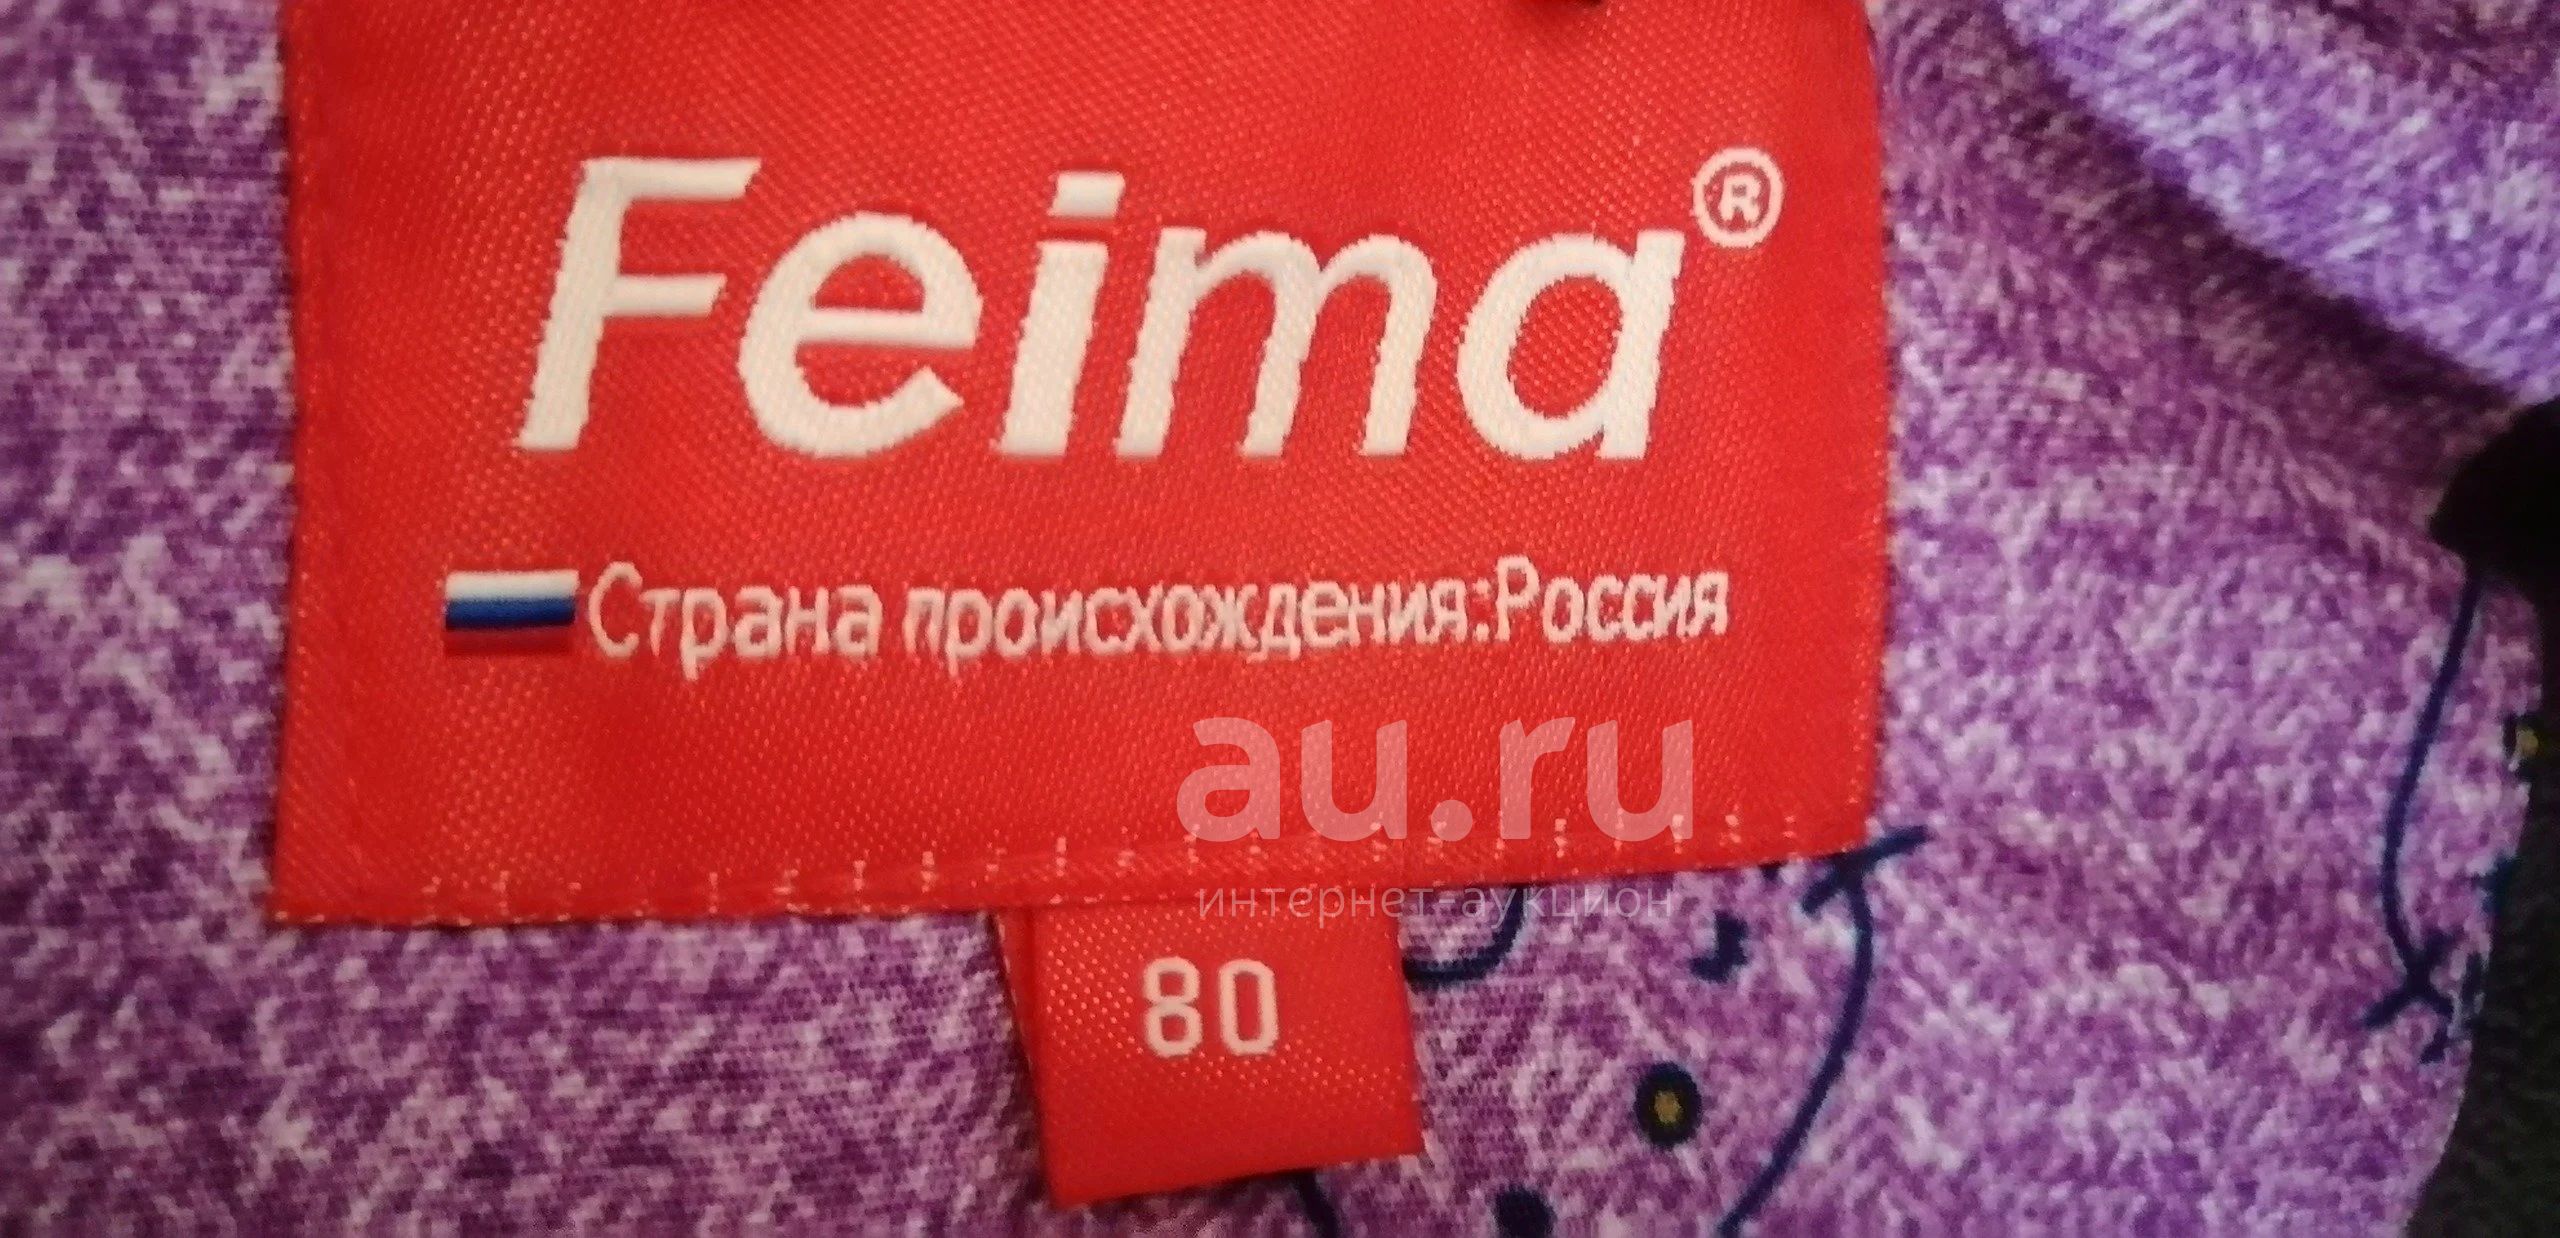 Feima®
Страна происхождения:Россия
au.ru
интернет-аукцион
80